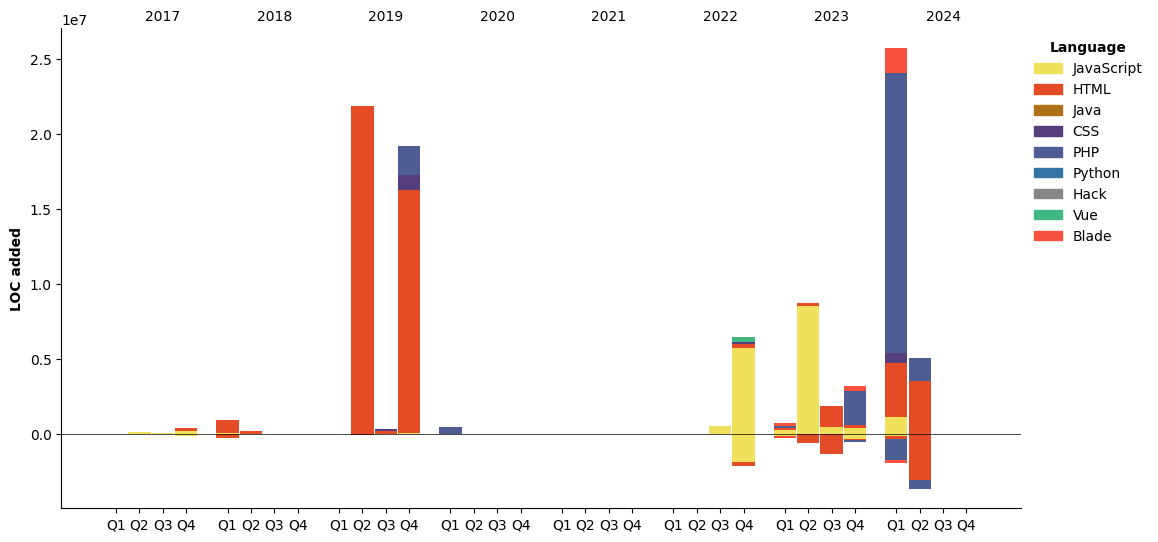 2017 2018 2019 2020 2021 2022 2023 2024
1e7
2.5
2.0
1.5
1.0
0.5
0.0
LOC added
Q1 Q2 Q3 Q4 Q1 Q2 Q3 Q4 Q1 Q2 Q3 Q4 Q1 Q2 Q3 Q4 Q1 Q2 Q3 Q4 Q1 Q2 Q3 Q4 Q1 Q2 Q3 Q4 Q1 Q2 Q3 Q4
Language
JavaScript
HTML
Java
CSS
PHP
Python
Hack
Vue
Blade